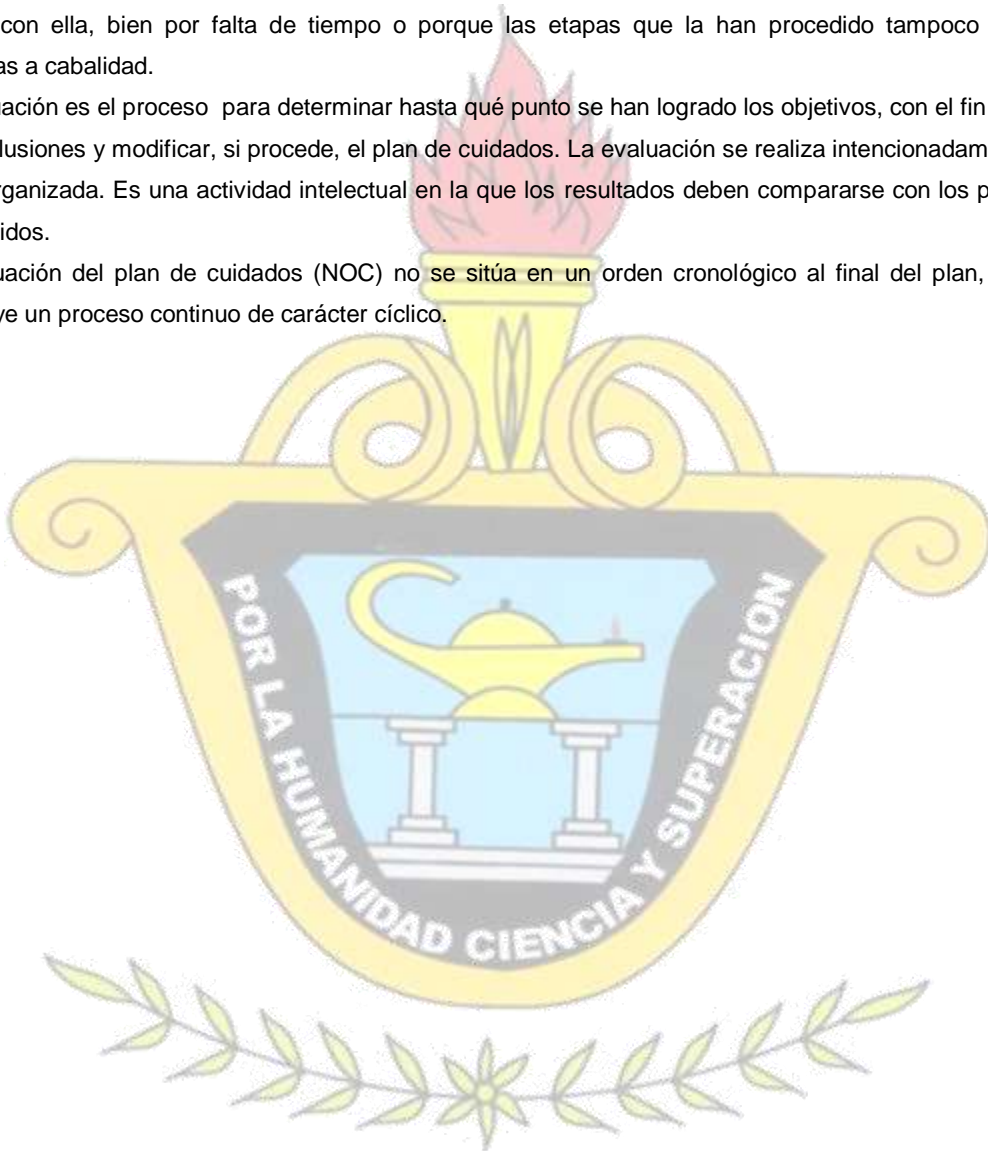 con ella, bien por falta de tiempo o porque las etapas que la han procedido tampoco
as a cabalidad.
uación es el proceso para determinar hasta qué punto se han logrado los objetivos, con el fin
lusiones y modificar, si procede, el plan de cuidados. La evaluación se realiza intencionadam
rganizada. Es una actividad intelectual en la que los resultados deben compararse con los p
idos.
uación del plan de cuidados (NOC) no se sitúa en un orden cronológico al final del plan,
ye un proceso continuo de carácter cíclico.
POR LA HUMANIDAD CIENCIA Y SUPERACION